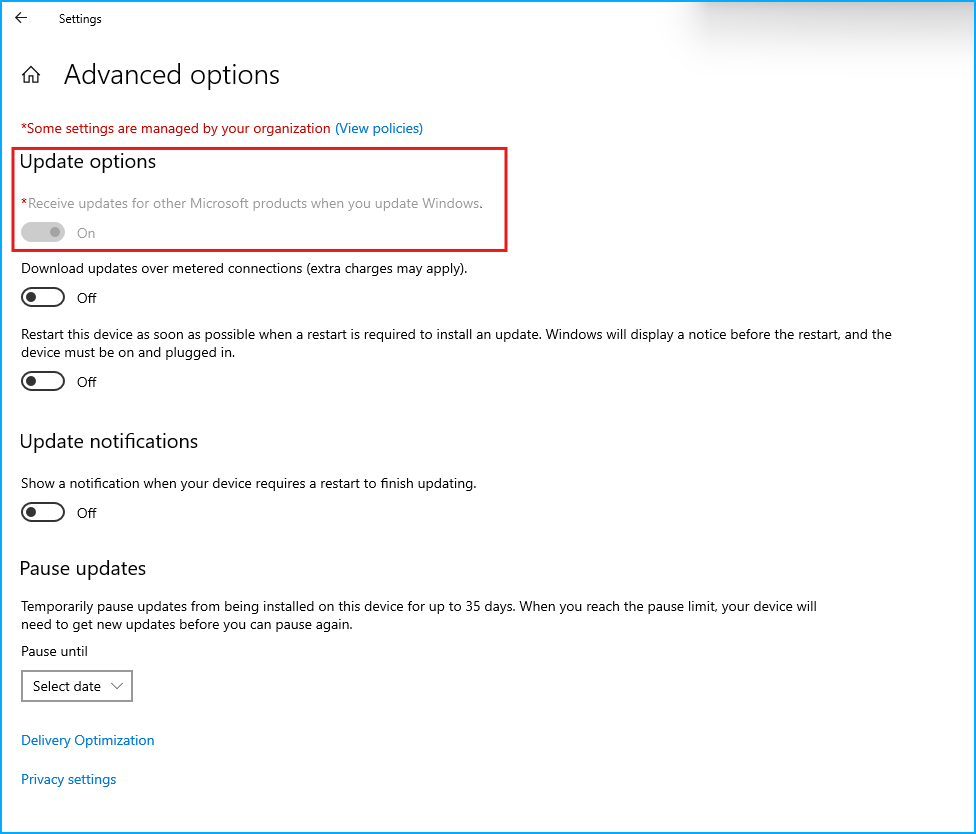 Settings
Advanced options
*Some settings are managed by your organization (View policies)
Update options
*Receive updates for other Microsoft products when you update Windows.
On
Download updates over metered connections (extra charges may apply).
Off
Restart this device as soon as possible when a restart is required to install an update. Windows will display a notice before the restart, and the
device must be on and plugged in.
Off
Update notifications
Show a notification when your device requires a restart to finish updating.
Off
Pause updates
Temporarily pause updates from being installed on this device for up to 35 days. When you reach the pause limit, your device will
need to get new updates before you can pause again.
Pause until
Select date
Delivery Optimization
Privacy settings